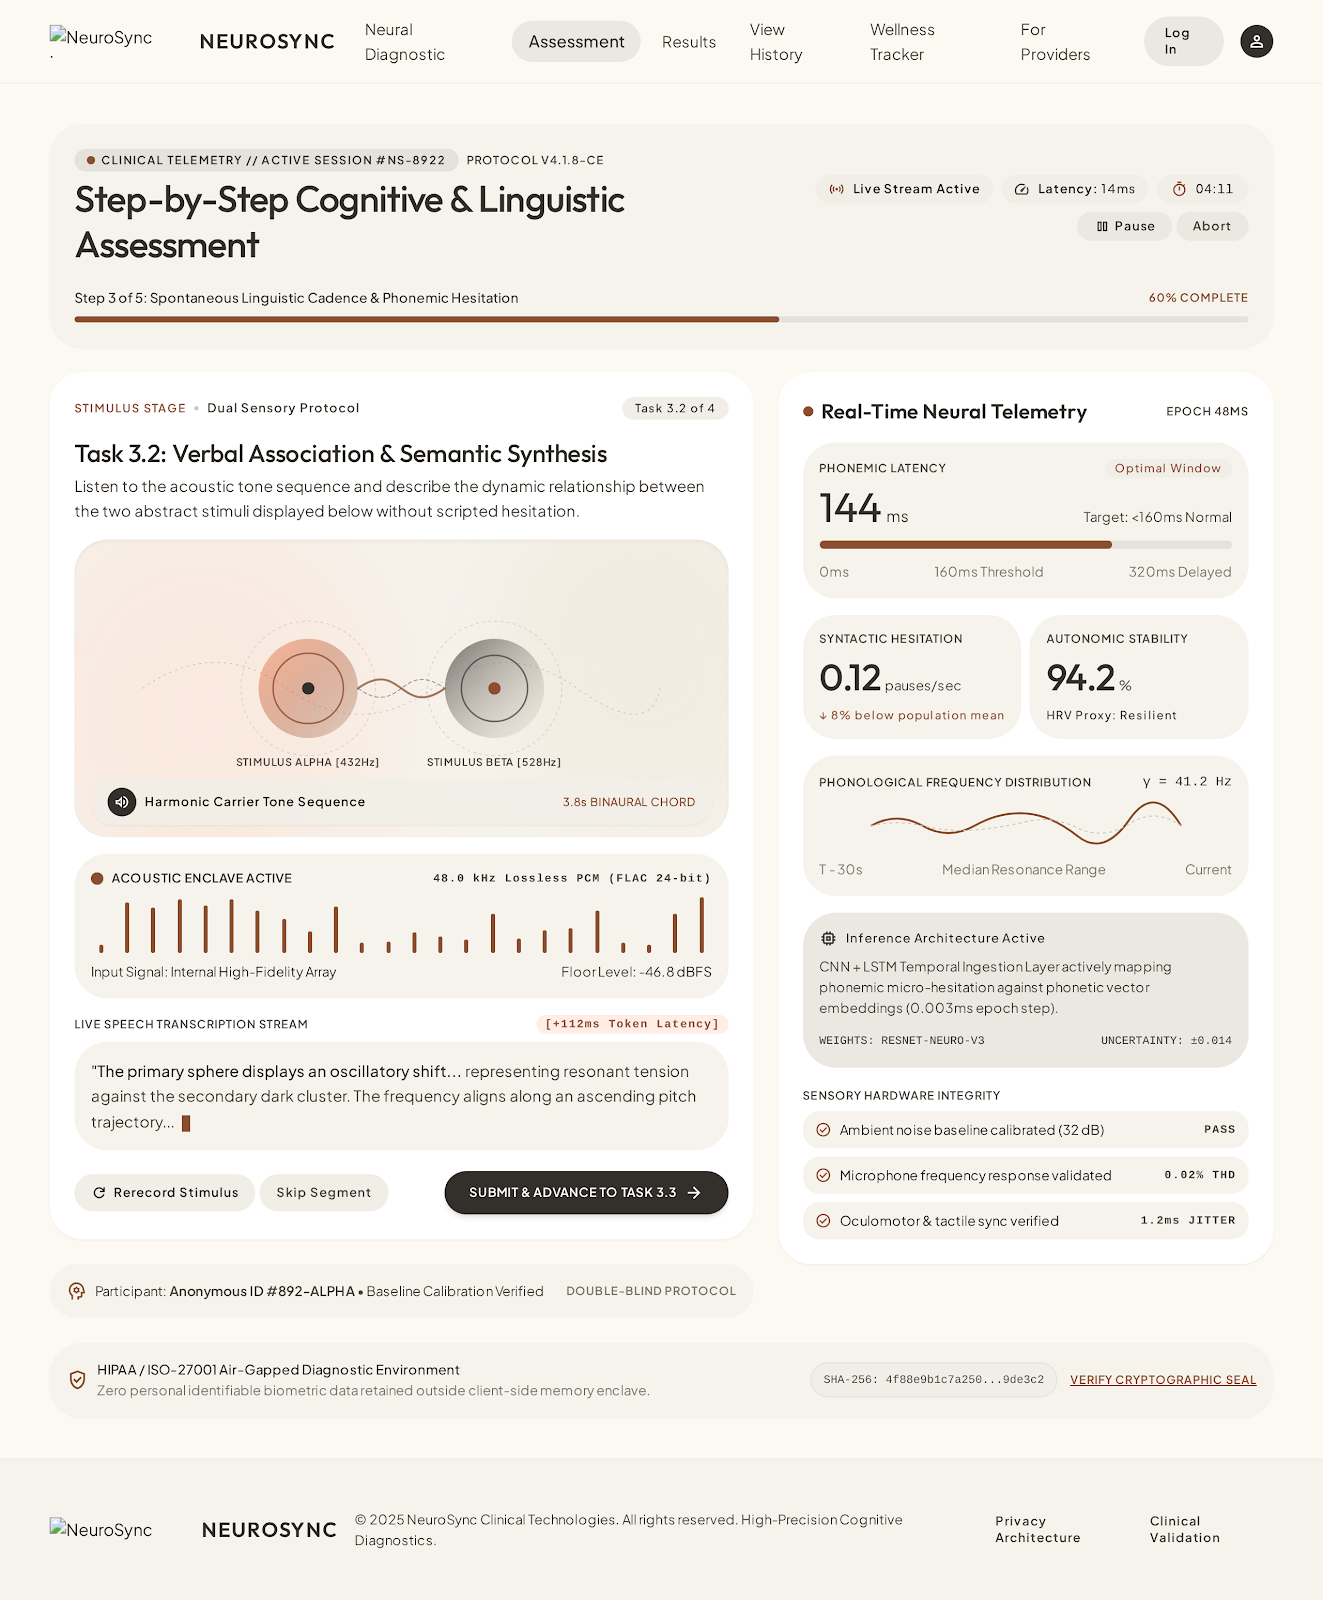 NeuroSync
.
NEUROSYNC
Neural
Diagnostic
Assessment
Results
View
History
Wellness
Tracker
For
Providers
Log
In
CLINICAL TELEMETRY // ACTIVE SESSION #NS-8922
PROTOCOL V4.1.8-CE
Step-by-Step Cognitive & Linguistic
Assessment
Live Stream Active
Latency: 14ms
04:11
Pause
Abort
Step 3 of 5: Spontaneous Linguistic Cadence & Phonemic Hesitation
60% COMPLETE
STIMULUS STAGE • Dual Sensory Protocol
Task 3.2 of 4
Task 3.2: Verbal Association & Semantic Synthesis
Listen to the acoustic tone sequence and describe the dynamic relationship between
the two abstract stimuli displayed below without scripted hesitation.
STIMULUS ALPHA [432Hz]
STIMULUS BETA [528Hz]
Harmonic Carrier Tone Sequence
3.8s BINAURAL CHORD
ACOUSTIC ENCLAVE ACTIVE
48.0 kHz Lossless PCM (FLAC 24-bit)
Input Signal: Internal High-Fidelity Array
Floor Level: -46.8 dBFS
LIVE SPEECH TRANSCRIPTION STREAM
[+112ms Token Latency]
"The primary sphere displays an oscillatory shift... representing resonant tension
against the secondary dark cluster. The frequency aligns along an ascending pitch
trajectory...
Rerecord Stimulus
Skip Segment
SUBMIT & ADVANCE TO TASK 3.3
Participant: Anonymous ID #892-ALPHA • Baseline Calibration Verified
DOUBLE-BLIND PROTOCOL
Real-Time Neural Telemetry
EPOCH 48MS
PHONEMIC LATENCY
Optimal Window
144 ms
Target: <160ms Normal
0ms
160ms Threshold
320ms Delayed
SYNTACTIC HESITATION
0.12 pauses/sec
↓ 8% below population mean
AUTONOMIC STABILITY
94.2 %
HRV Proxy: Resilient
PHONOLOGICAL FREQUENCY DISTRIBUTION
γ = 41.2 Hz
T - 30s
Median Resonance Range
Current
Inference Architecture Active
CNN + LSTM Temporal Ingestion Layer actively mapping
phonemic micro-hesitation against phonetic vector
embeddings (0.003ms epoch step).
WEIGHTS: RESNET-NEURO-V3
UNCERTAINTY: ±0.014
SENSORY HARDWARE INTEGRITY
Ambient noise baseline calibrated (32 dB)
PASS
Microphone frequency response validated
0.02% THD
Oculomotor & tactile sync verified
1.2ms JITTER
HIPAA / ISO-27001 Air-Gapped Diagnostic Environment
Zero personal identifiable biometric data retained outside client-side memory enclave.
SHA-256: 4f88e9b1c7a250...9de3c2
VERIFY CRYPTOGRAPHIC SEAL
NeuroSync
NEUROSYNC
© 2025 NeuroSync Clinical Technologies. All rights reserved. High-Precision Cognitive
Diagnostics.
Privacy
Architecture
Clinical
Validation